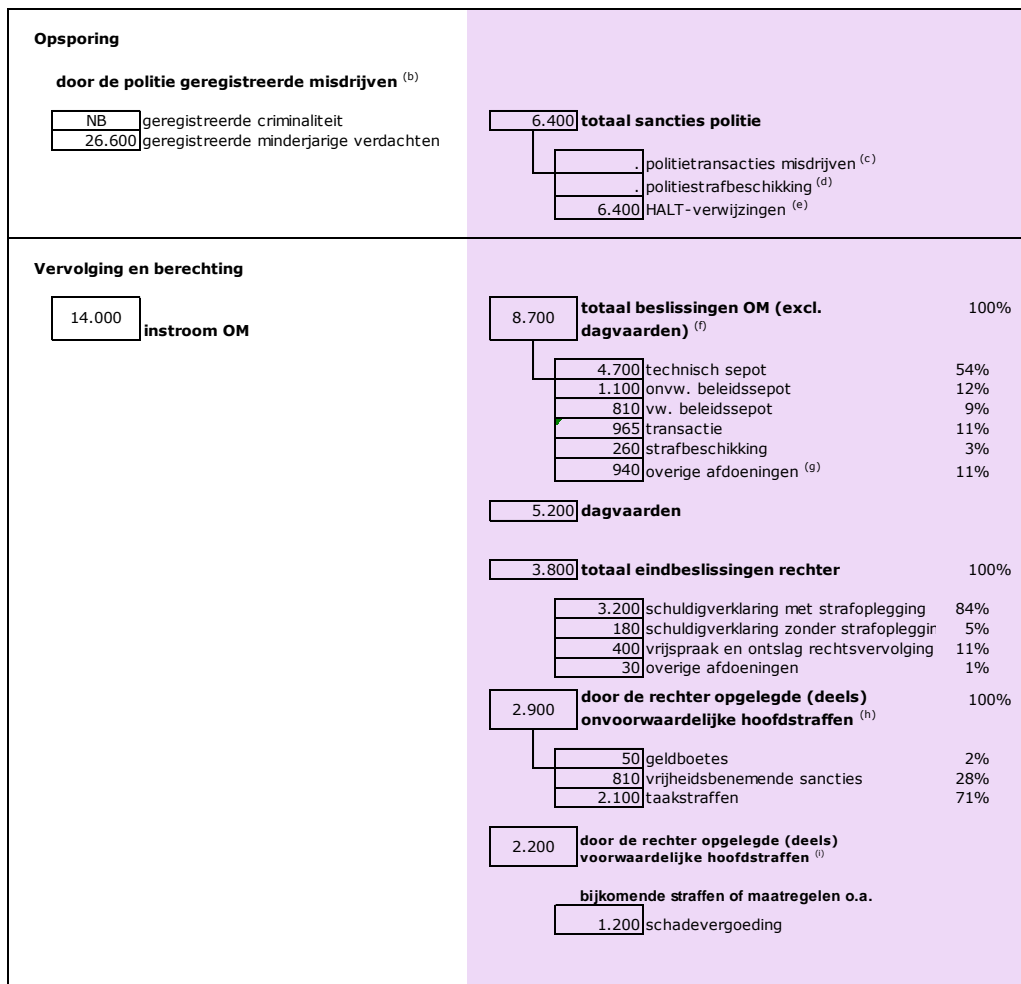 Opsporing
door de politie geregistreerde misdrijven (b)
NB geregistreerde criminaliteit
26.600 geregistreerde minderjarige verdachten
6.400 totaal sancties politie
. politietransacties misdrijven (c)
. politiestrafbeschikking (d)
6.400 HALT-verwijzingen (e)
Vervolging en berechting
14.000 instroom OM
8.700 totaal beslissingen OM (excl. 100%
dagvaarden) (f)
4.700 technisch sepot 54%
1.100 onvw. beleidssepot 12%
810 vw. beleidssepot 9%
965 transactie 11%
260 strafbeschikking 3%
940 overige afdoeningen (g) 11%
5.200 dagvaarden
3.800 totaal eindbeslissingen rechter 100%
3.200 schuldigverklaring met strafoplegging 84%
180 schuldigverklaring zonder strafopleggin 5%
400 vrijspraak en ontslag rechtsvervolging 11%
30 overige afdoeningen 1%
2.900 door de rechter opgelegde (deels) 100%
onvoorwaardelijke hoofdstraffen (h)
50 geldboetes 2%
810 vrijheidsbenemende sancties 28%
2.100 taakstraffen 71%
2.200 door de rechter opgelegde (deels)
voorwaardelijke hoofdstraffen (i)
bijkomende straffen of maatregelen o.a.
1.200 schadevergoeding